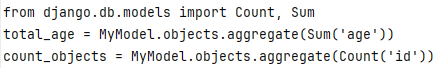 from django.db.models import Count, Sum
total_age = MyModel.objects.aggregate(Sum('age'))
count_objects = MyModel.objects.aggregate(Count('id'))